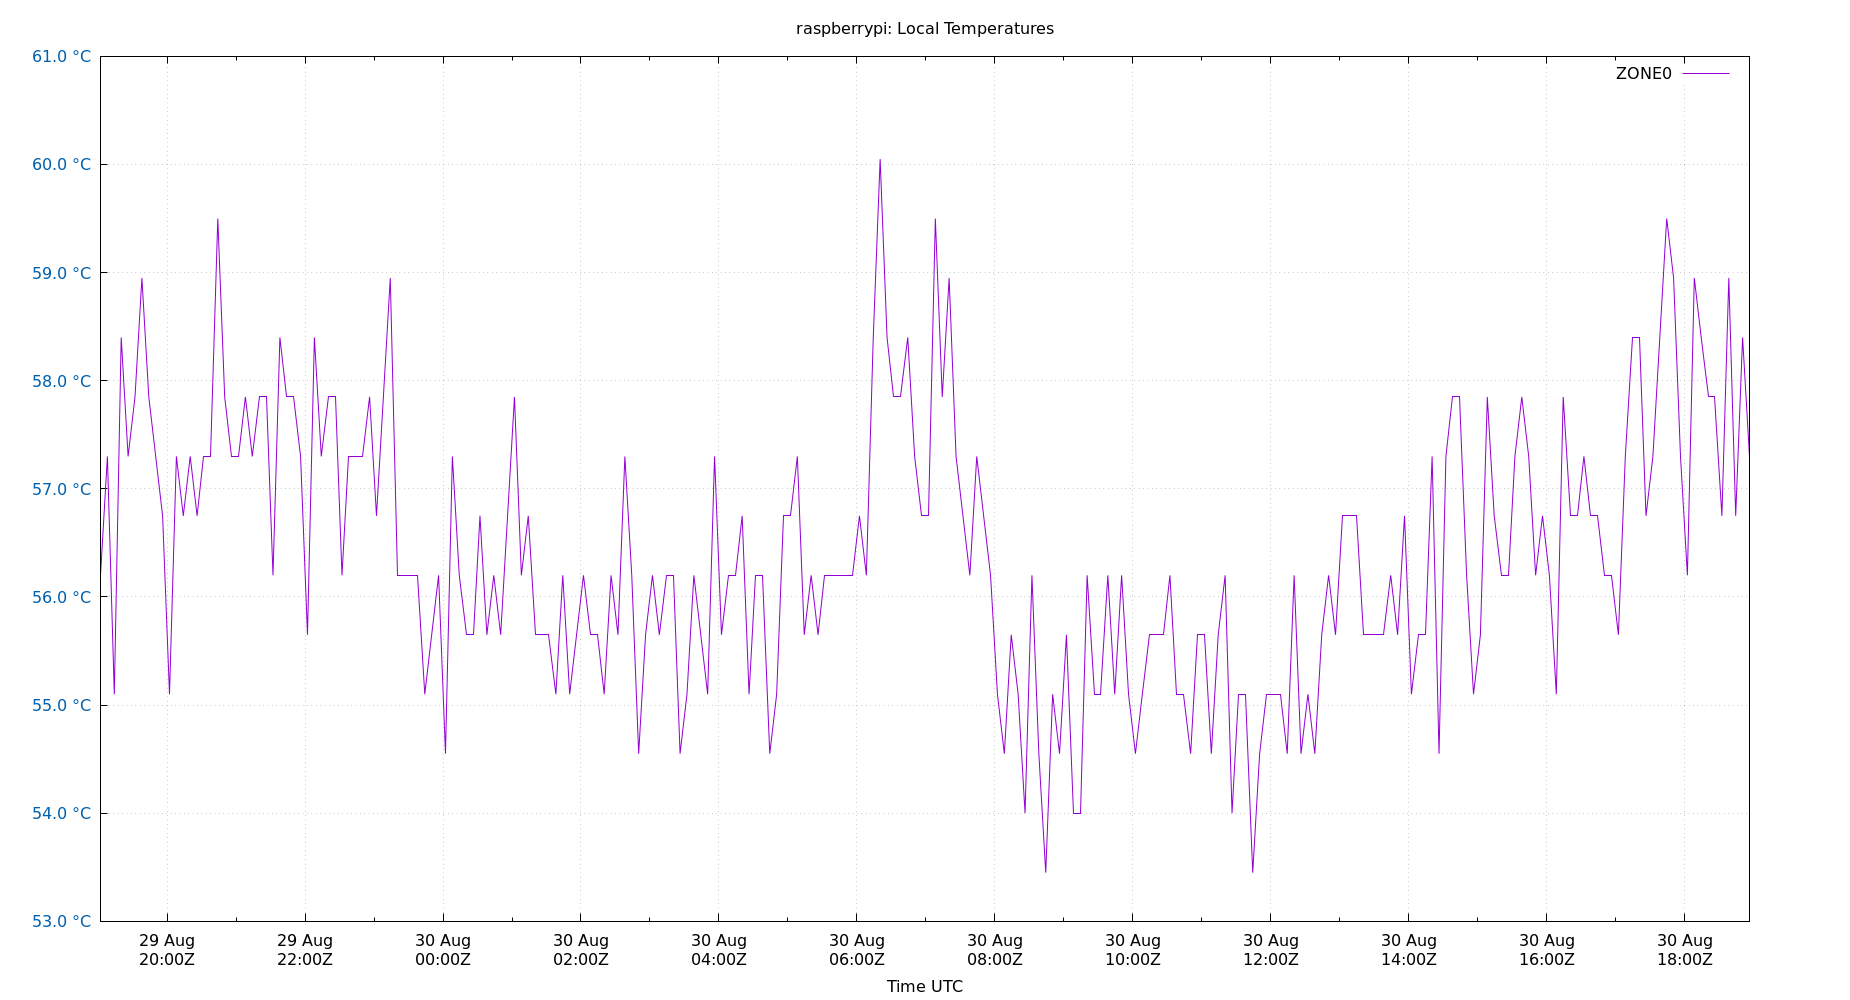 raspberrypi: Local Temperatures
61.0 °C
ZONE0
60.0 °C
59.0 °C
58.0 °C
57.0 °C
56.0 °C
55.0 °C
54.0 °C
53.0 °C
29 Aug 29 Aug 30 Aug 30 Aug 30 Aug 30 Aug 30 Aug 30 Aug 30 Aug 30 Aug 30 Aug 30 Aug
20:00Z 22:00Z 00:00Z 02:00Z 04:00Z 06:00Z 08:00Z 10:00Z 12:00Z 14:00Z 16:00Z 18:00Z
Time UTC